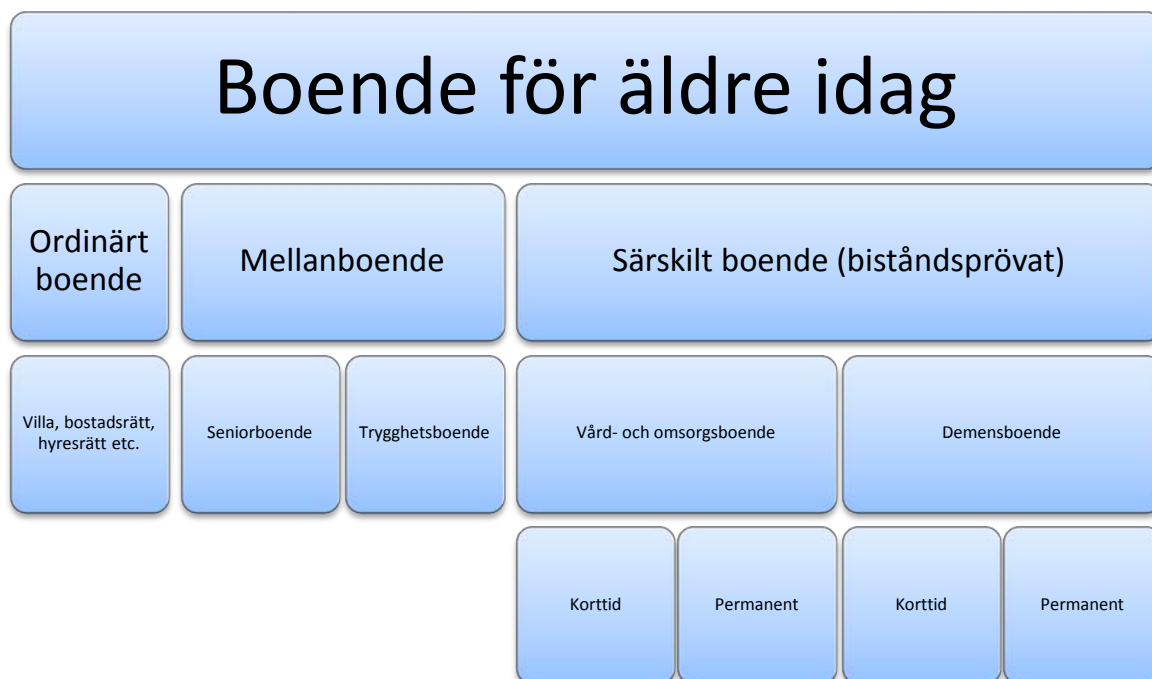 Boende för äldre idag
Ordinärt
boende
Mellanboende
Särskilt boende (biståndsprövat)
Villa, bostadsrätt,
hyresrätt etc.
Seniorboende
Trygghetsboende
Vård- och omsorgsboende
Demensboende
Korttid
Permanent
Korttid
Permanent